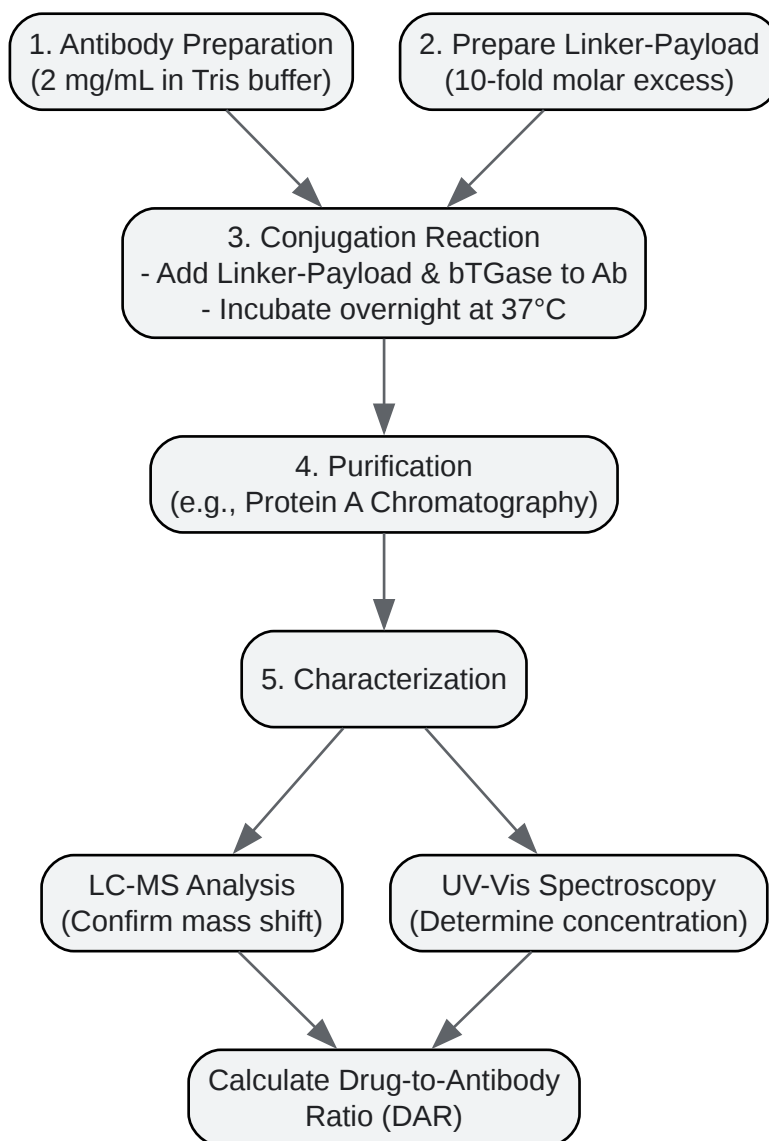 1. Antibody Preparation
(2 mg/mL in Tris buffer)
2. Prepare Linker-Payload
(10-fold molar excess)
3. Conjugation Reaction
- Add Linker-Payload & bTGase to Ab
- Incubate overnight at 37°C
4. Purification
(e.g., Protein A Chromatography)
5. Characterization
LC-MS Analysis
(Confirm mass shift)
UV-Vis Spectroscopy
(Determine concentration)
Calculate Drug-to-Antibody
Ratio (DAR)